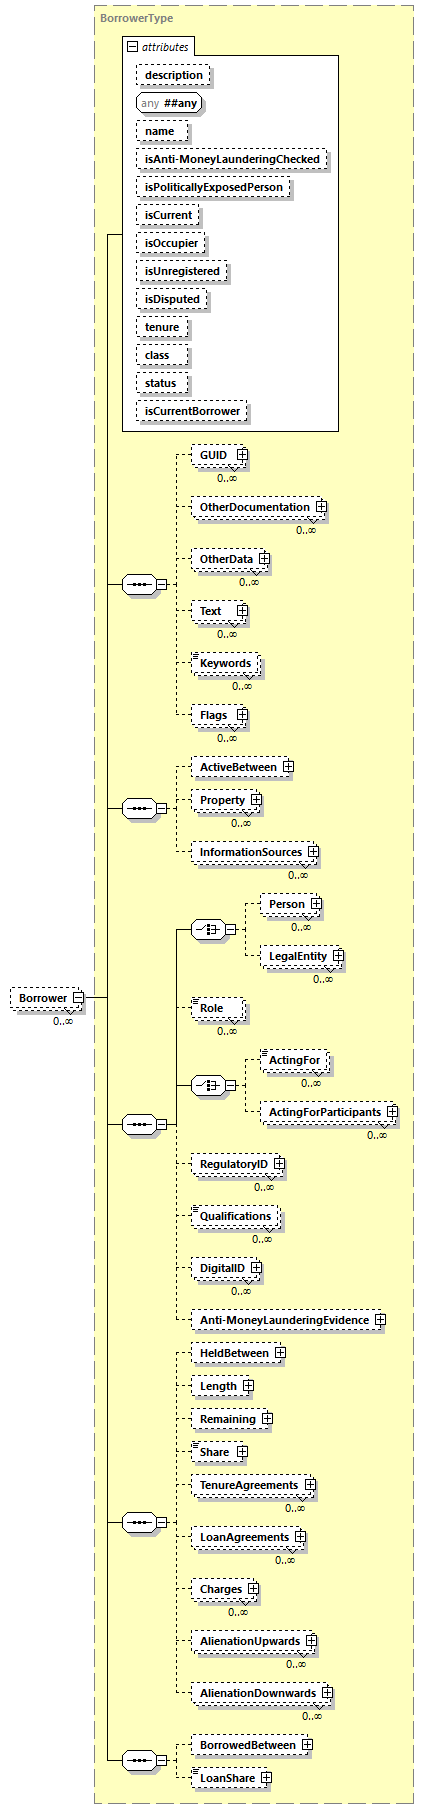 BorrowerType
attributes
description
any ##any
name
isAnti-MoneyLaunderingChecked
isPoliticallyExposedPerson
isCurrent
isOccupier
isUnregistered
isDisputed
tenure
class
status
isCurrentBorrower
GUID
0..∞
OtherDocumentation
0..∞
OtherData
0..∞
Text
0..∞
Keywords
0..∞
Flags
0..∞
ActiveBetween
Property
0..∞
InformationSources
0..∞
Person
0..∞
LegalEntity
0..∞
Borrower
0..∞
Role
0..∞
ActingFor
0..∞
ActingForParticipants
0..∞
RegulatoryID
0..∞
Qualifications
0..∞
DigitalID
0..∞
Anti-MoneyLaunderingEvidence
HeldBetween
Length
Remaining
Share
TenureAgreements
0..∞
LoanAgreements
0..∞
Charges
0..∞
AlienationUpwards
0..∞
AlienationDownwards
0..∞
BorrowedBetween
LoanShare